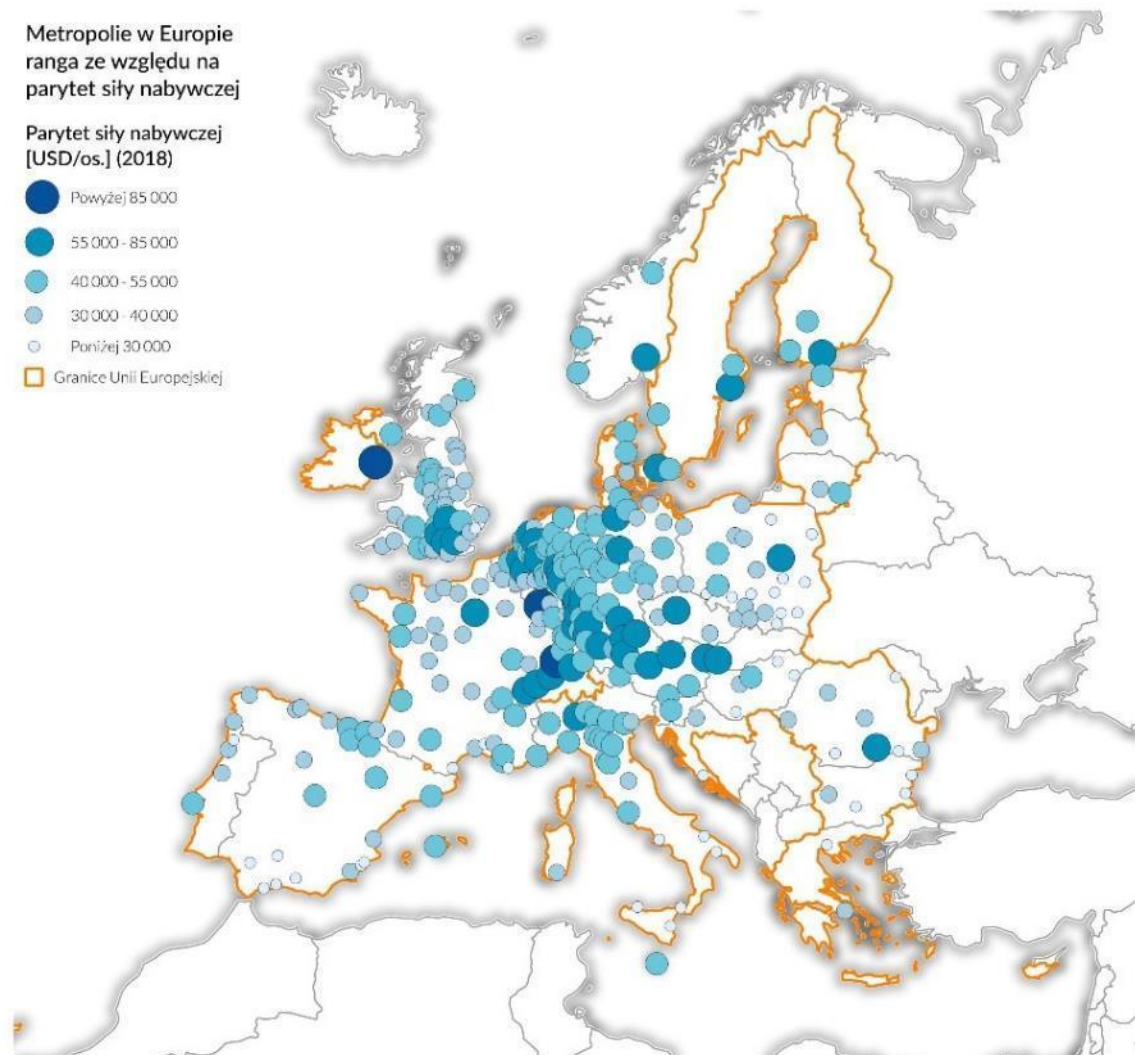 Metropolie w Europie
ranga ze względu na
parytet siły nabywczej
Parytet siły nabywczej
[USD/os.] (2018)
Powyżej 85 000
55 000 - 85 000
40 000 - 55 000
30 000 - 40 000
Poniżej 30 000
Granice Unii Europejskiej